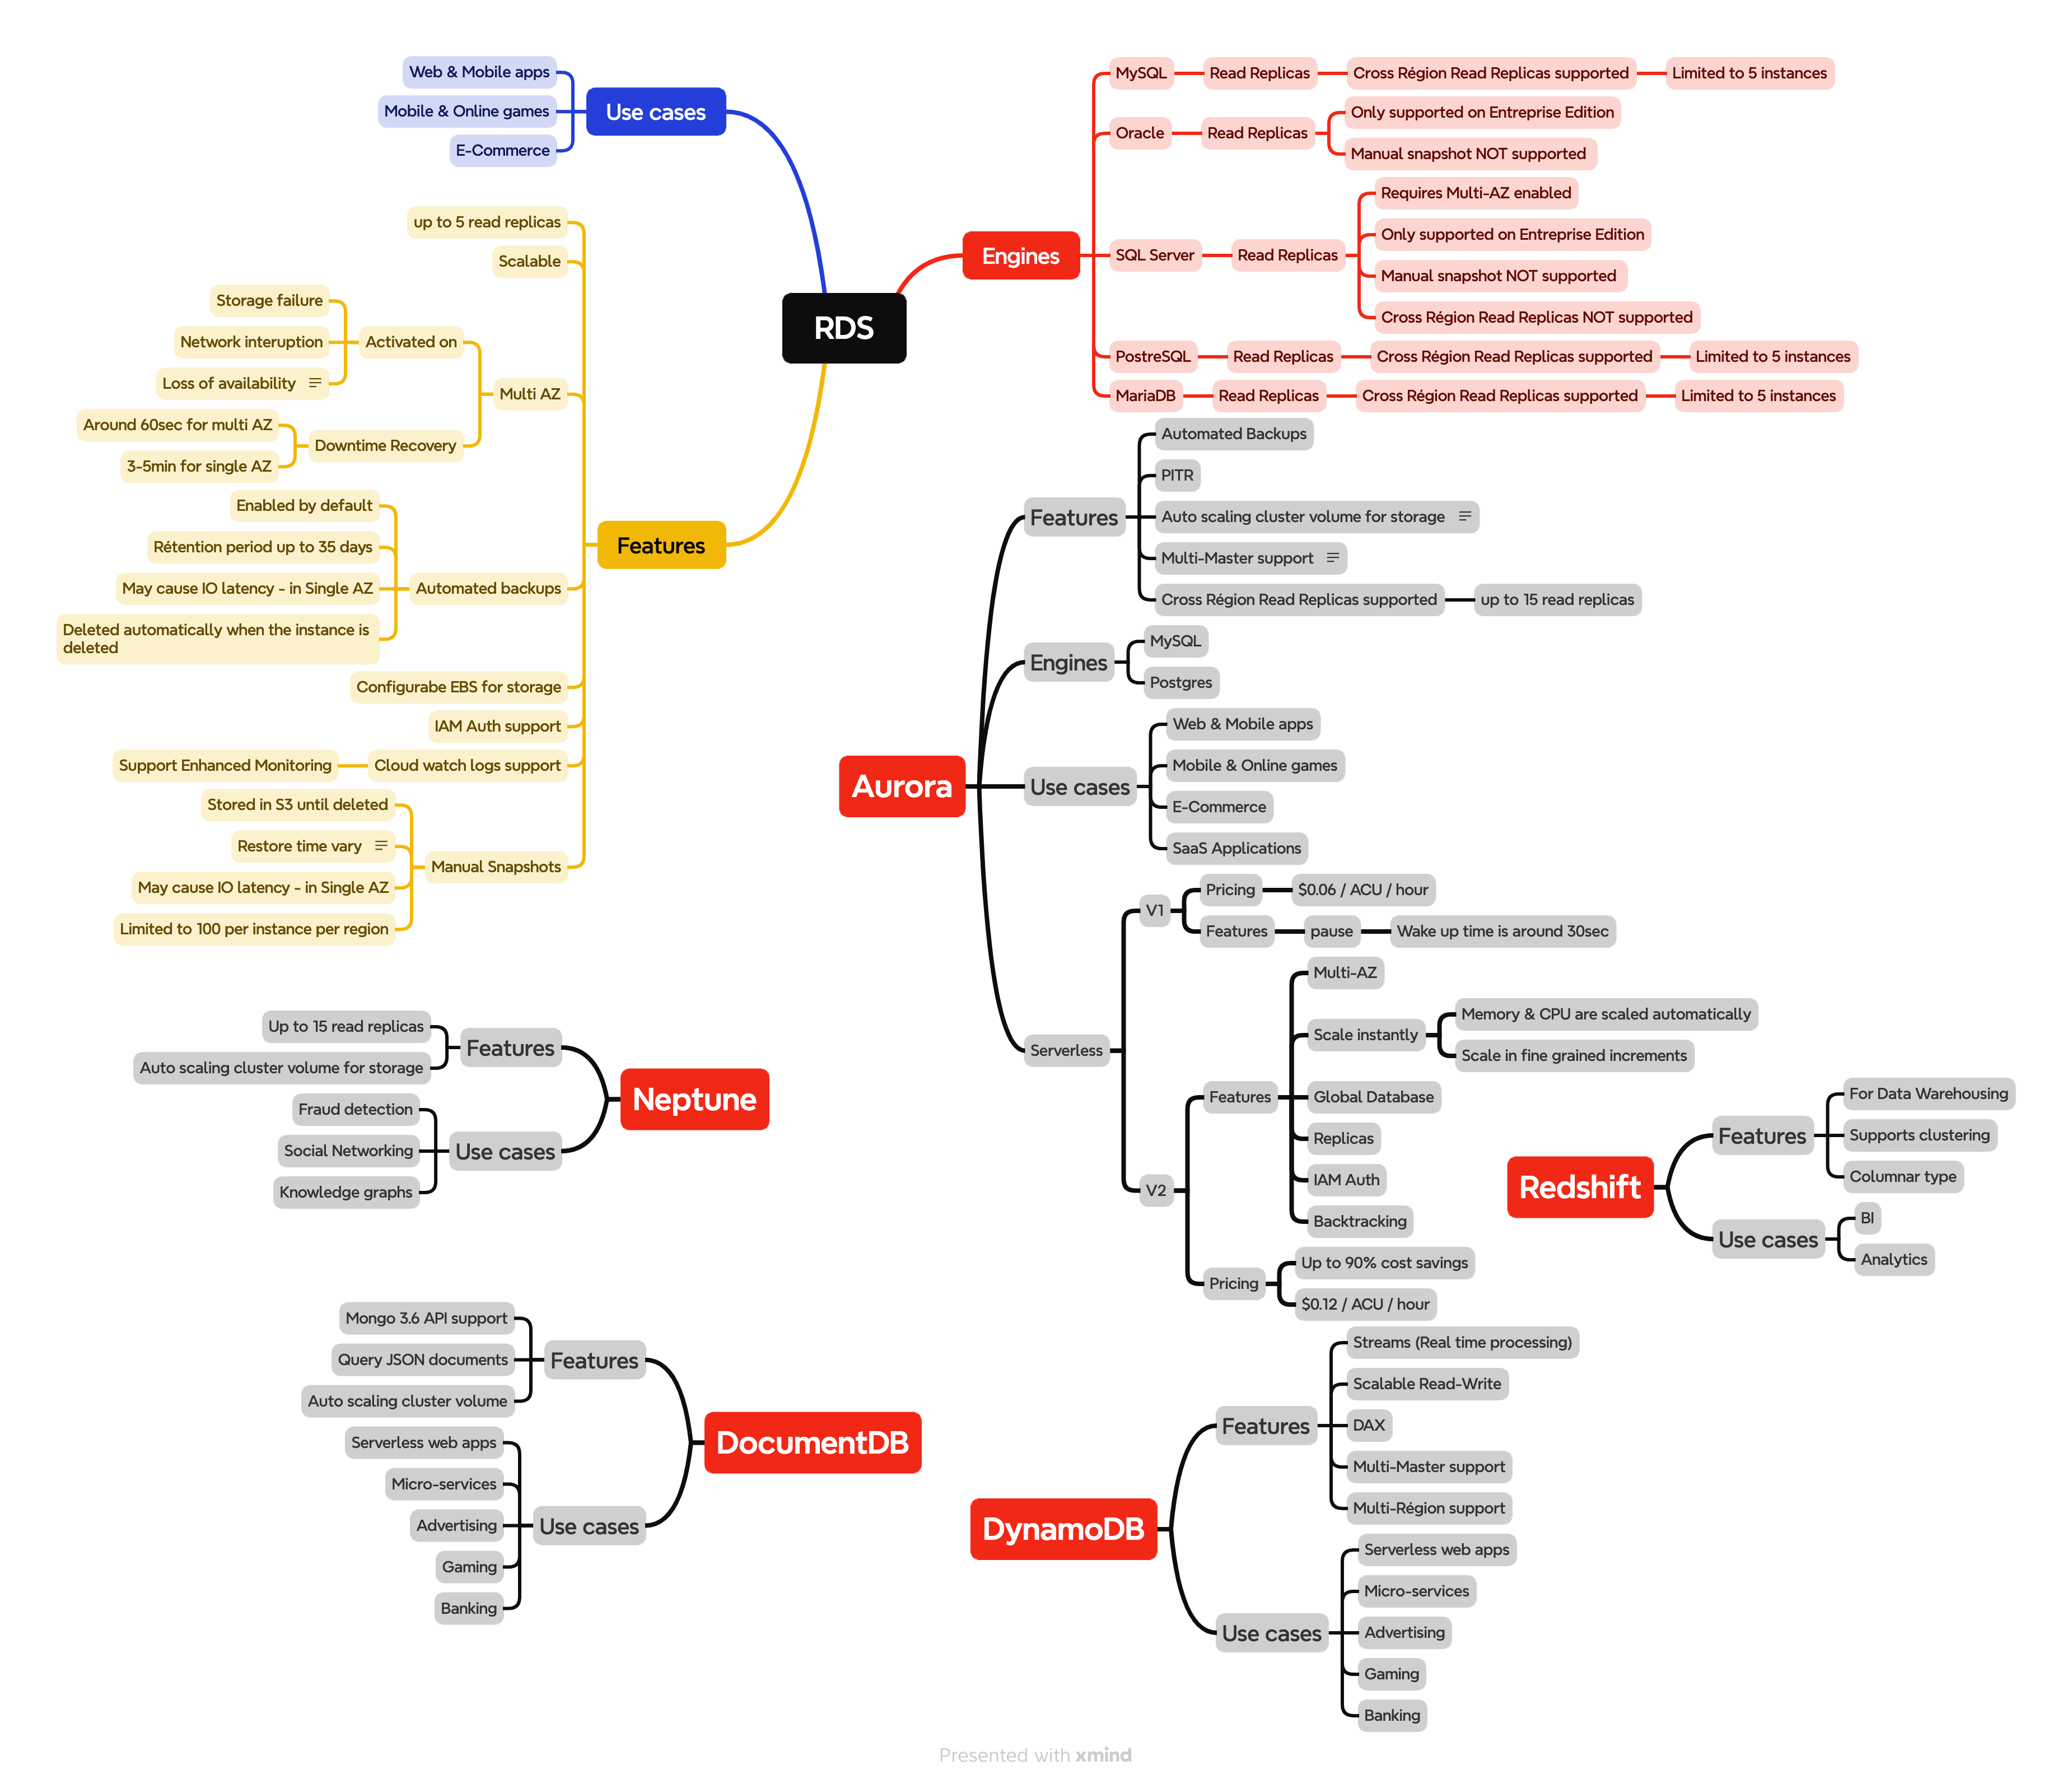 RDS
Use cases
Web & Mobile apps
Mobile & Online games
E-Commerce
Features
up to 5 read replicas
Scalable
Multi AZ
Activated on
Storage failure
Network interuption
Loss of availability
Downtime Recovery
Around 60sec for multi AZ
3-5min for single AZ
Automated backups
Enabled by default
Rétention period up to 35 days
May cause IO latency - in Single AZ
Deleted automatically when the instance is
deleted
Configurabe EBS for storage
IAM Auth support
Cloud watch logs support
Support Enhanced Monitoring
Manual Snapshots
Stored in S3 until deleted
Restore time vary
May cause IO latency - in Single AZ
Limited to 100 per instance per region
Engines
MySQL
Read Replicas
Cross Région Read Replicas supported
Limited to 5 instances
Oracle
Read Replicas
Only supported on Entreprise Edition
Manual snapshot NOT supported
SQL Server
Read Replicas
Requires Multi-AZ enabled
Only supported on Entreprise Edition
Manual snapshot NOT supported
Cross Région Read Replicas NOT supported
PostreSQL
Read Replicas
Cross Région Read Replicas supported
Limited to 5 instances
MariaDB
Read Replicas
Cross Région Read Replicas supported
Limited to 5 instances
Aurora
Features
Automated Backups
PITR
Auto scaling cluster volume for storage
Multi-Master support
Cross Région Read Replicas supported
up to 15 read replicas
Engines
MySQL
Postgres
Use cases
Web & Mobile apps
Mobile & Online games
E-Commerce
SaaS Applications
Serverless
V1
Pricing
$0.06 / ACU / hour
Features
pause
Wake up time is around 30sec
V2
Features
Multi-AZ
Scale instantly
Memory & CPU are scaled automatically
Scale in fine grained increments
Global Database
Replicas
IAM Auth
Backtracking
Pricing
Up to 90% cost savings
$0.12 / ACU / hour
Neptune
Features
Up to 15 read replicas
Auto scaling cluster volume for storage
Use cases
Fraud detection
Social Networking
Knowledge graphs
Redshift
Features
For Data Warehousing
Supports clustering
Columnar type
Use cases
BI
Analytics
DocumentDB
Features
Mongo 3.6 API support
Query JSON documents
Auto scaling cluster volume
Use cases
Serverless web apps
Micro-services
Advertising
Gaming
Banking
DynamoDB
Features
Streams (Real time processing)
Scalable Read-Write
DAX
Multi-Master support
Multi-Région support
Use cases
Serverless web apps
Micro-services
Advertising
Gaming
Banking
Presented with xmind